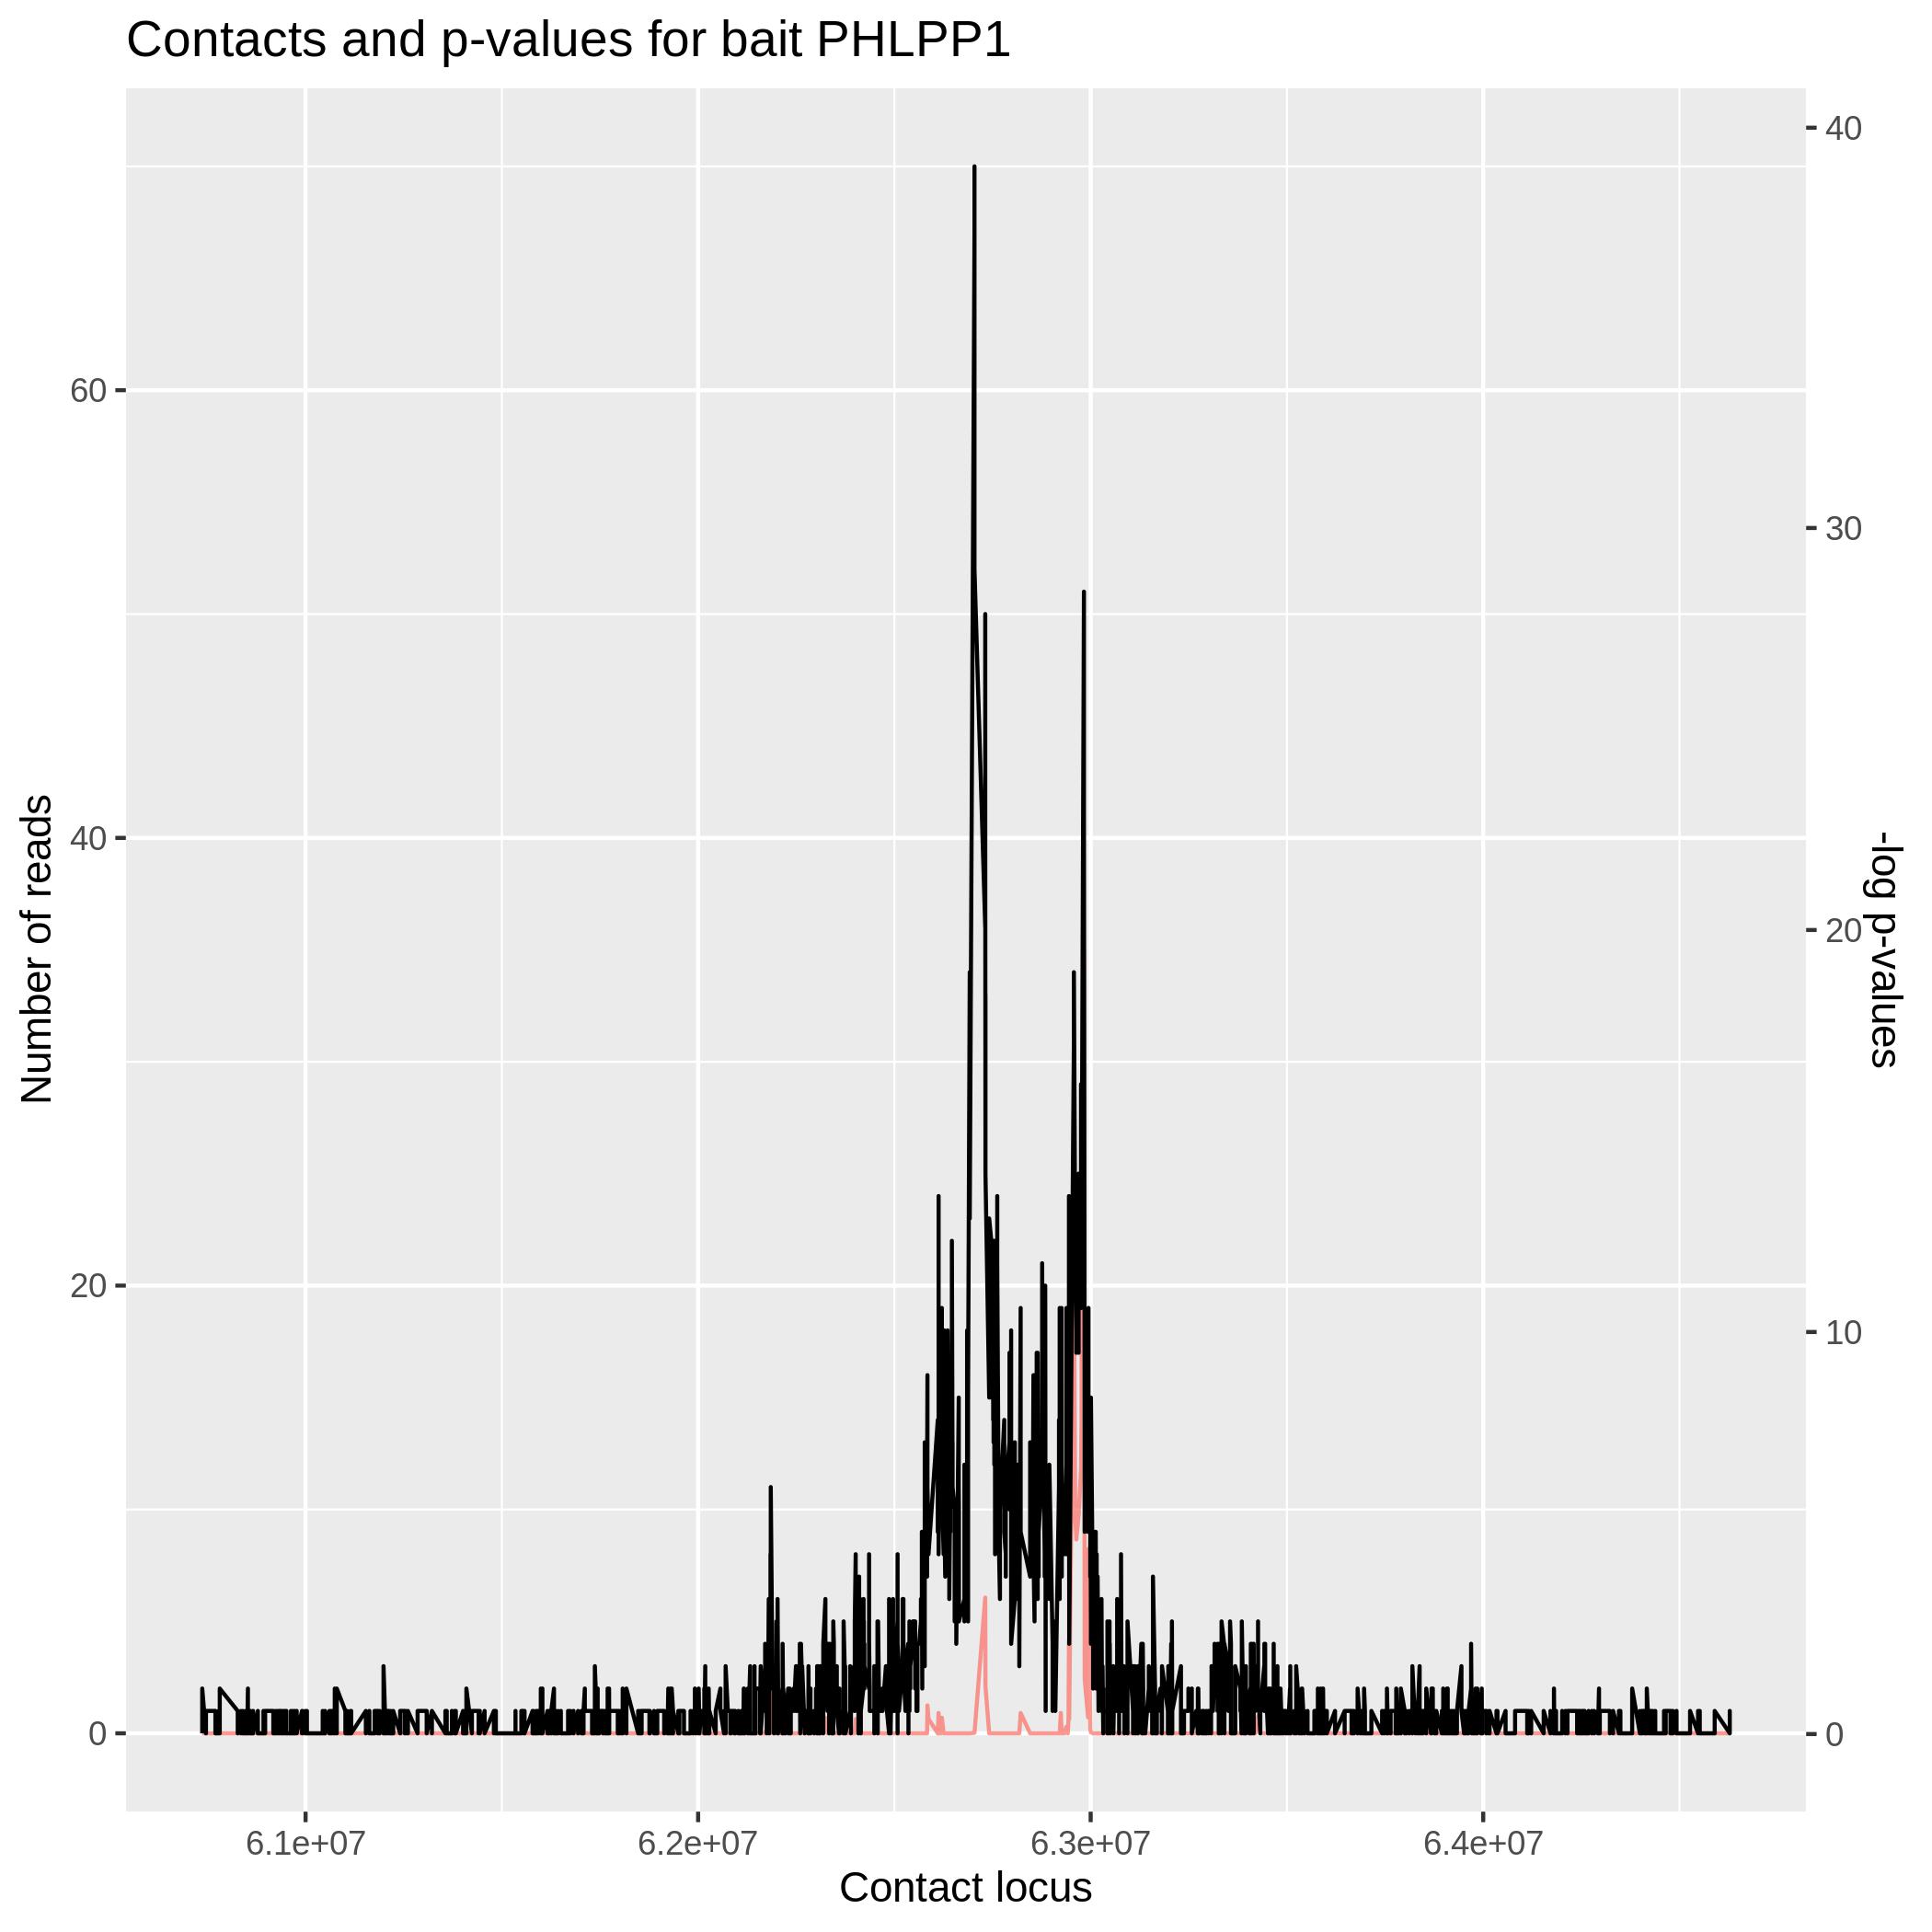 Contacts and p-values for bait PHLPP1
Number of reads
60
40
20
0
40
30
20
10
0
-log p-values
6.1e+07
6.2e+07
6.3e+07
6.4e+07
Contact locus